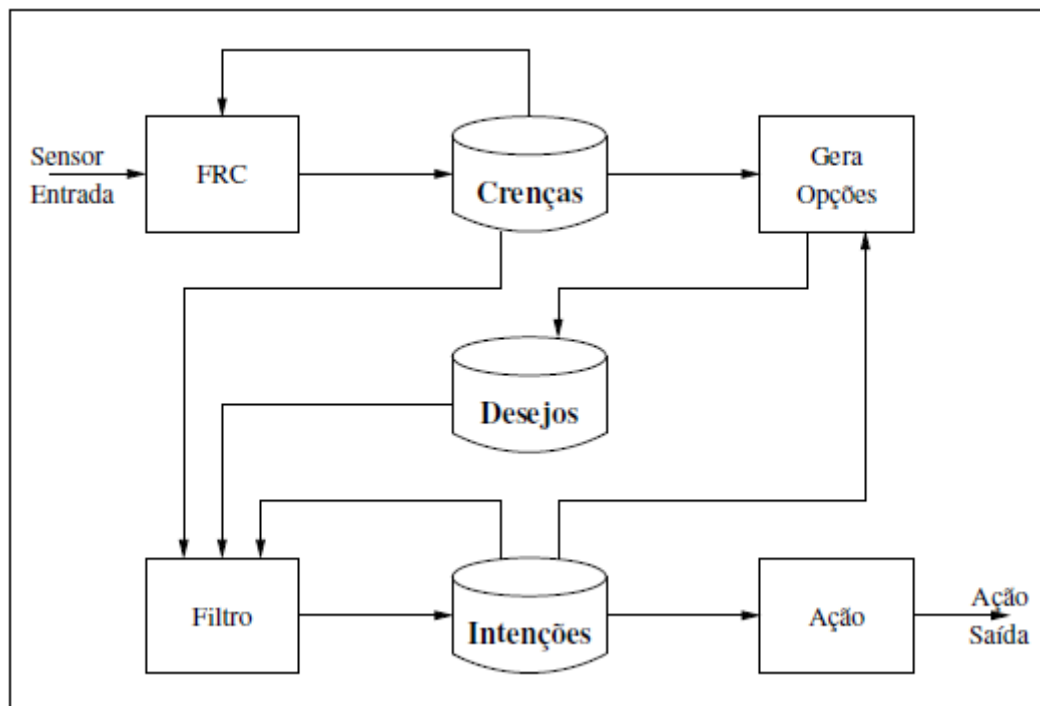 Sensor
Entrada
FRC
Crenças
Gera
Opções
Desejos
Filtro
Intenções
Ação
Ação
Saída